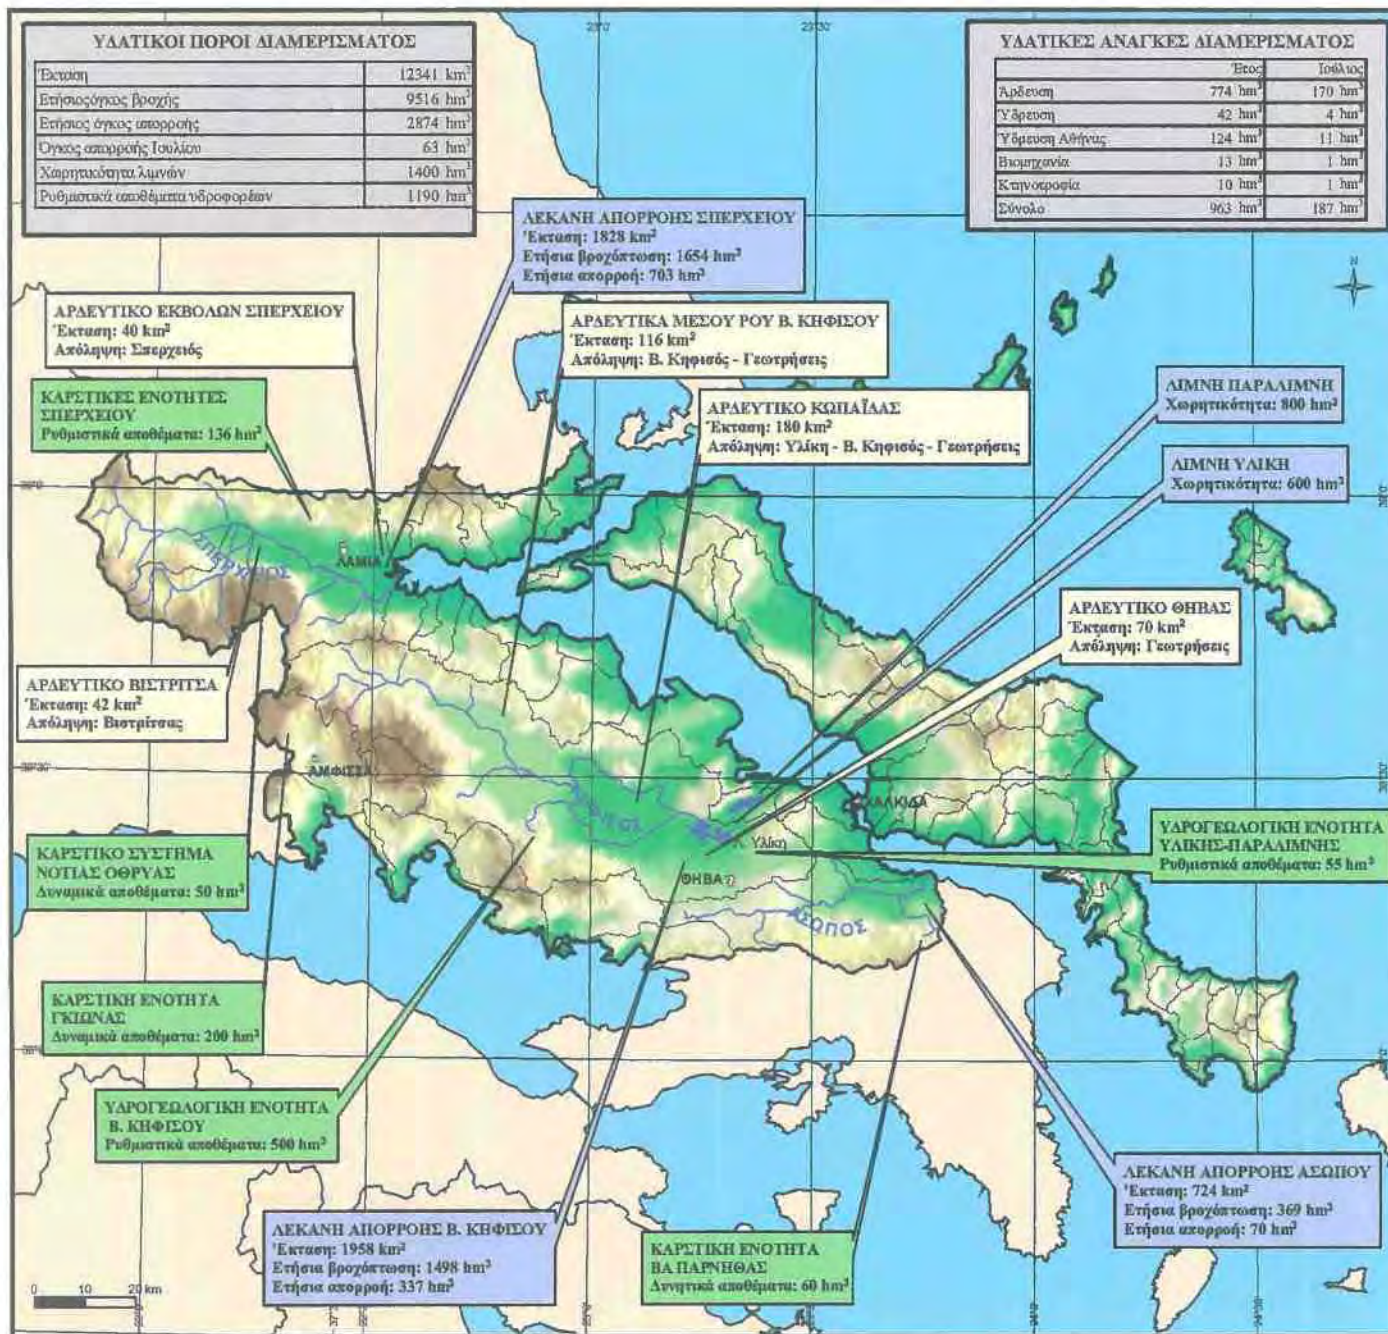 ΥΔΑΤΙΚΟΙ ΠΟΡΟΙ ΔΙΑΜΕΡΙΣΜΑΤΟΣ
Έκταση 12341 km²
Ετήσιοςόγκος βροχής 9516 hm³
Ετήσιος όγκος απορροής 2874 hm³
Όγκος απορροής Ιουλίου 63 hm³
Χωρητικότητα λιμνών 1400 hm³
Ρυθμιστικά αποθέματα υδροφορέων 1190 hm³
ΥΔΑΤΙΚΕΣ ΑΝΑΓΚΕΣ ΔΙΑΜΕΡΙΣΜΑΤΟΣ
Έτος Ιούλιος
Άρδευση 774 hm³ 170 hm³
Ύδρευση 42 hm³ 4 hm³
Ύδρευση Αθήνας 124 hm³ 11 hm³
Βιομηχανία 13 hm³ 1 hm³
Κτηνοτροφία 10 hm³ 1 hm³
Σύνολο 963 hm³ 187 hm³
23°30'
N
ΛΕΚΑΝΗ ΑΠΟΡΡΟΗΣ ΣΠΕΡΧΕΙΟΥ
Έκταση: 1828 km²
Ετήσια βροχόπτωση: 1654 hm³
Ετήσια απορροή: 703 hm³
ΑΡΔΕΥΤΙΚΟ ΕΚΒΟΛΩΝ ΣΠΕΡΧΕΙΟΥ
Έκταση: 40 km²
Απόληψη: Σπερχειός
ΑΡΔΕΥΤΙΚΑ ΜΕΣΟΥ ΡΟΥ Β. ΚΗΦΙΣΟΥ
Έκταση: 116 km²
Απόληψη: Β. Κηφισός - Γεωτρήσεις
ΚΑΡΣΤΙΚΕΣ ΕΝΟΤΗΤΕΣ
ΣΠΕΡΧΕΙΟΥ
Ρυθμιστικά αποθέματα: 136 hm³
ΑΡΔΕΥΤΙΚΟ ΚΩΠΑΪΔΑΣ
Έκταση: 180 km²
Απόληψη: Υλίκη - Β. Κηφισός - Γεωτρήσεις
ΛΙΜΝΗ ΠΑΡΑΛΙΜΝΗ
Χωρητικότητα: 800 hm³
ΛΙΜΝΗ ΥΛΙΚΗ
Χωρητικότητα: 600 hm³
ΣΠΕΡΧΕΙΟΣ
ΛΑΜΙΑ
ΑΡΔΕΥΤΙΚΟ ΘΗΒΑΣ
Έκταση: 70 km²
Απόληψη: Γεωτρήσεις
ΑΡΔΕΥΤΙΚΟ ΒΙΣΤΡΙΤΣΑ
Έκταση: 42 km²
Απόληψη: Βιστρίτσας
ΑΜΦΙΣΣΑ
ΧΑΛΚΙΔΑ
Υλίκη
ΘΗΒΑ
ΑΣΩΠΟΣ
ΥΔΡΟΓΕΩΛΟΓΙΚΗ ΕΝΟΤΗΤΑ
ΥΛΙΚΗΣ-ΠΑΡΑΛΙΜΝΗΣ
Ρυθμιστικά αποθέματα: 55 hm³
ΚΑΡΣΤΙΚΟ ΣΥΣΤΗΜΑ
ΝΟΤΙΑΣ ΟΘΡΥΑΣ
Δυναμικά αποθέματα: 50 hm³
ΚΑΡΣΤΙΚΗ ΕΝΟΤΗΤΑ
ΓΚΙΩΝΑΣ
Δυναμικά αποθέματα: 200 hm³
ΥΔΡΟΓΕΩΛΟΓΙΚΗ ΕΝΟΤΗΤΑ
Β. ΚΗΦΙΣΟΥ
Ρυθμιστικά αποθέματα: 500 hm³
ΛΕΚΑΝΗ ΑΠΟΡΡΟΗΣ Β. ΚΗΦΙΣΟΥ
Έκταση: 1958 km²
Ετήσια βροχόπτωση: 1498 hm³
Ετήσια απορροή: 337 hm³
ΚΑΡΣΤΙΚΗ ΕΝΟΤΗΤΑ
ΒΑ ΠΑΡΝΗΘΑΣ
Δυνητικά αποθέματα: 60 hm³
ΛΕΚΑΝΗ ΑΠΟΡΡΟΗΣ ΑΣΩΠΟΥ
Έκταση: 724 km²
Ετήσια βροχόπτωση: 369 hm³
Ετήσια απορροή: 70 hm³
0 10 20 km